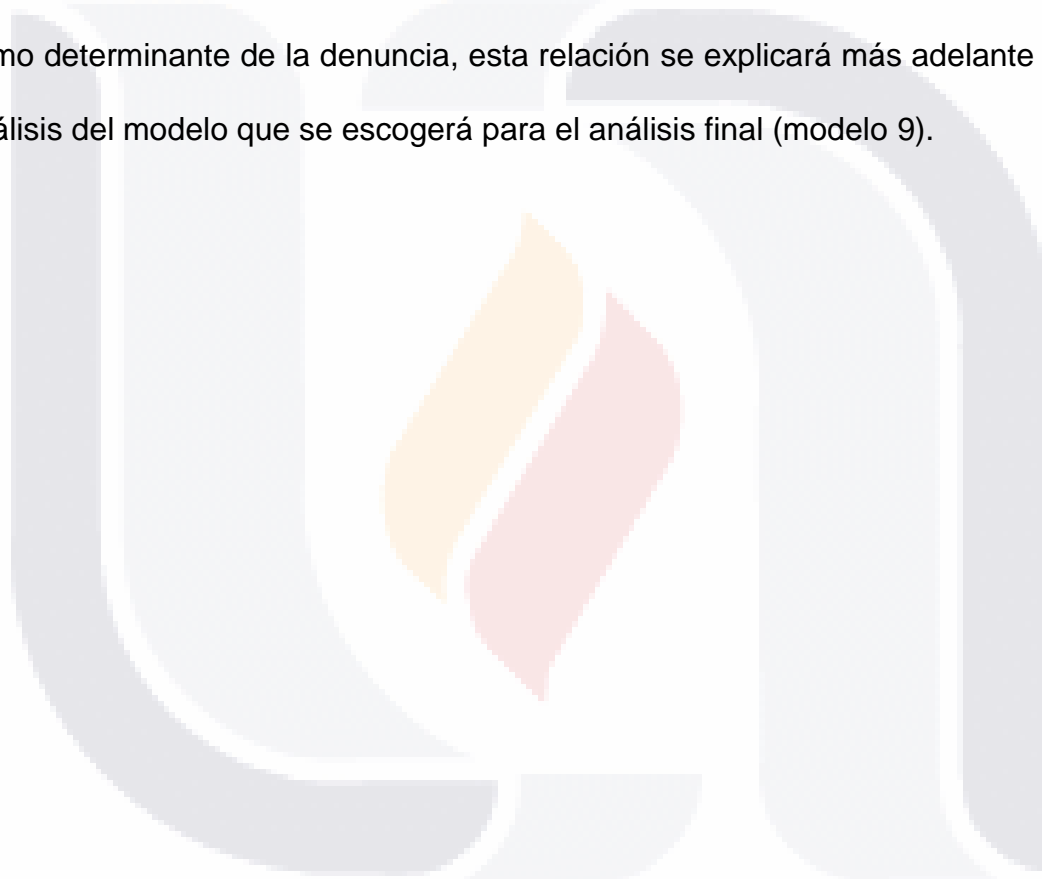 mo determinante de la denuncia, esta relación se explicará más adelante
álisis del modelo que se escogerá para el análisis final (modelo 9).